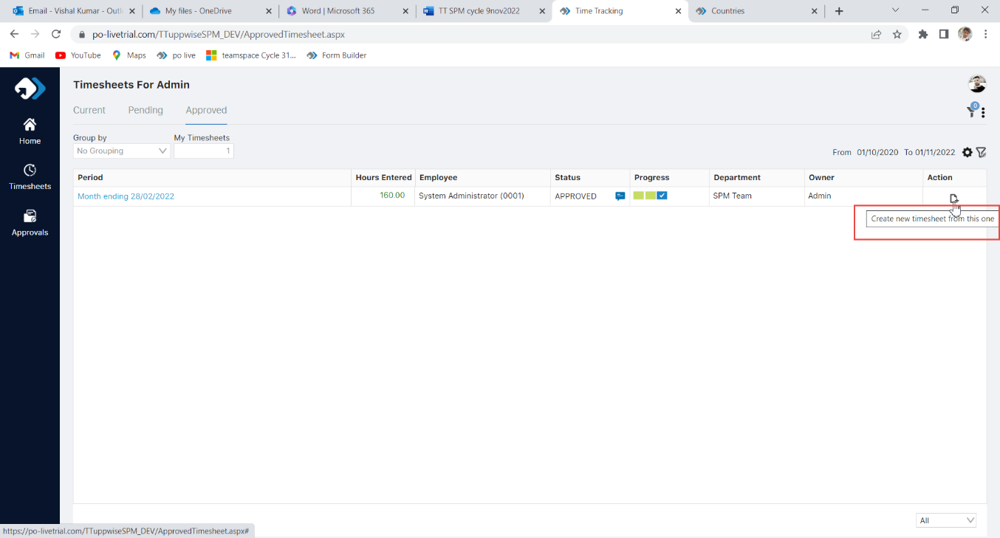 Email - Vishal Kumar - Outl
My files - OneDrive
Word | Microsoft 365
TT SPM cycle 9nov2022
Time Tracking
Countries
po-livetrial.com/TTuppwiseSPM_DEV/ApprovedTimesheet.aspx
Gmail
YouTube
Maps
po live
teamspace Cycle 31...
Form Builder
Home
Timesheets
Approvals
Timesheets For Admin
Current Pending Approved
0
Group by My Timesheets
No Grouping 1
From 01/10/2020 To 01/11/2022
Period Hours Entered Employee Status Progress Department Owner Action
Month ending 28/02/2022 160.00 System Administrator (0001) APPROVED SPM Team Admin
Create new timesheet from this one
All
https://po-livetrial.com/TTuppwiseSPM_DEV/ApprovedTimesheet.aspx#